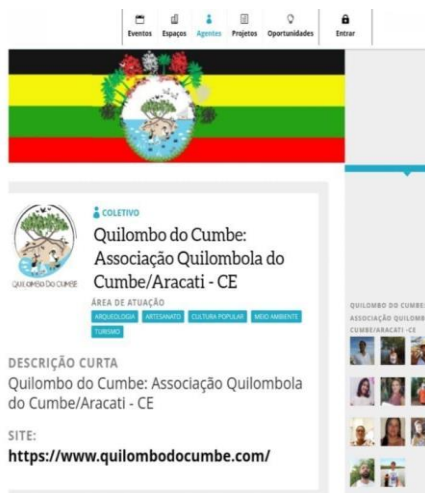 Eventos Espaços Agentes Projetos Oportunidades Entrar
COLETIVO
Quilombo do Cumbe:
Associação Quilombola do
Cumbe/Aracati - CE
QUILOMBO DO CUMBE
ÁREA DE ATUAÇÃO
ARQUEOLOGIA ARTESANATO CULTURA POPULAR MEIO AMBIENTE
TURISMO
DESCRIÇÃO CURTA
Quilombo do Cumbe: Associação Quilombola
do Cumbe/Aracati - CE
SITE:
https://www.quilombodocumbe.com/
QUILOMBO DO CUMBE:
ASSOCIAÇÃO QUILOMB
CUMBE/ARACATI -CE